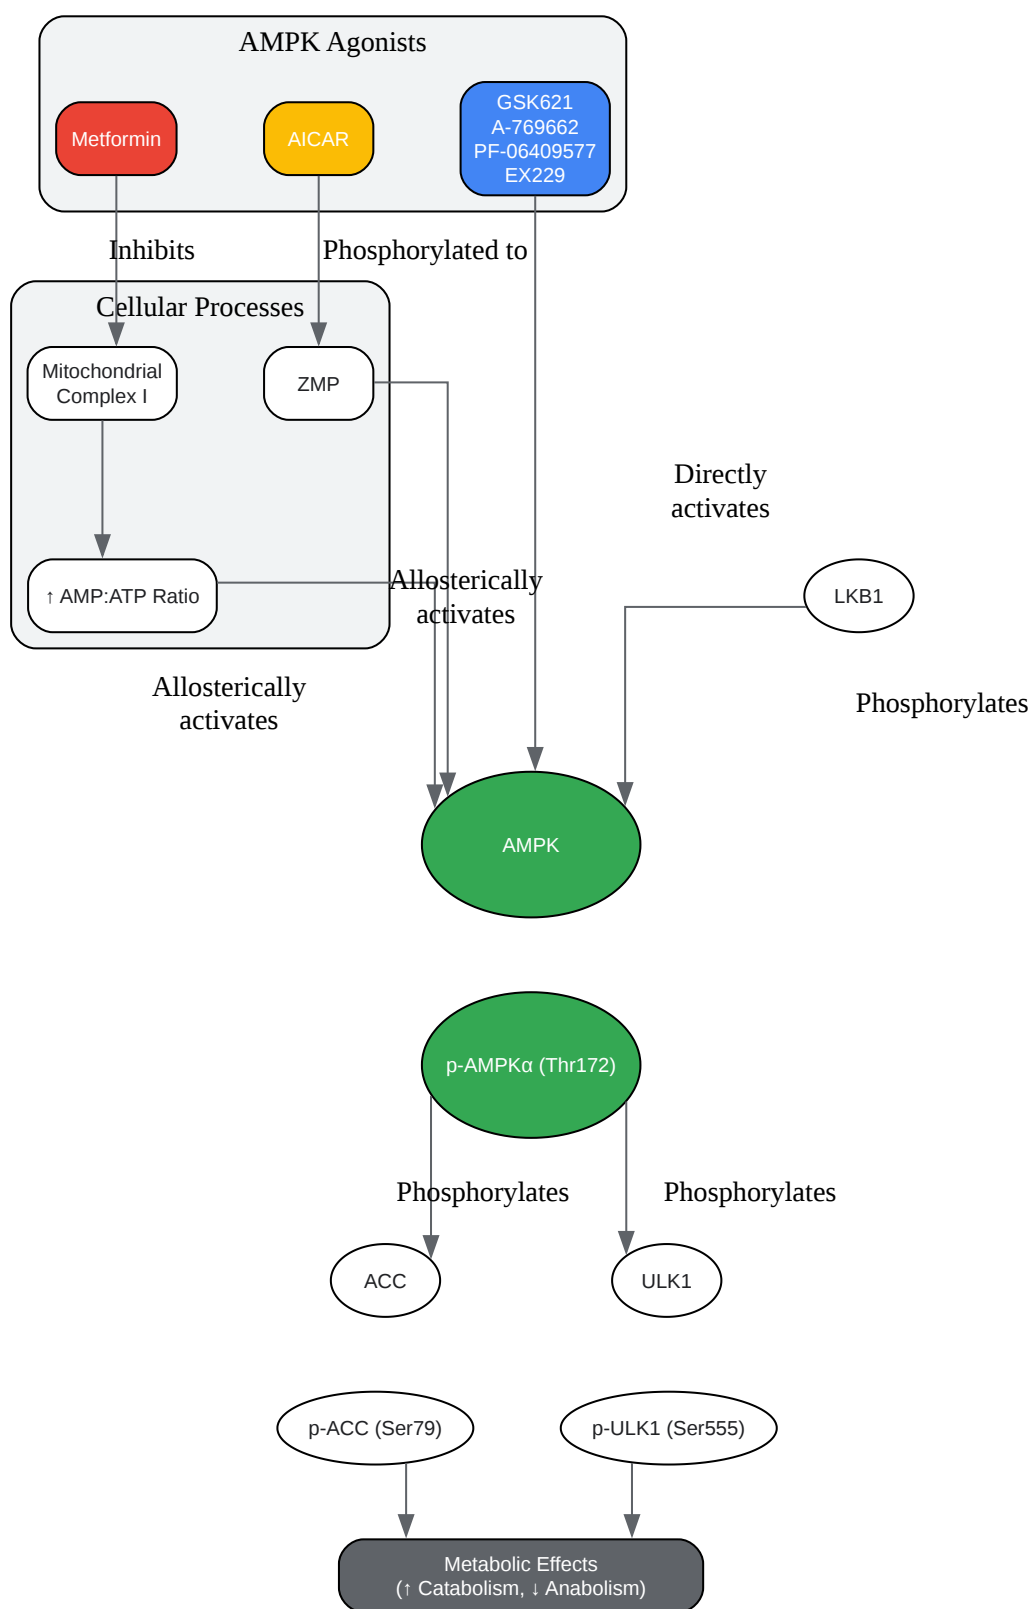 AMPK Agonists
Metformin
AICAR
GSK621
A-769662
PF-06409577
EX229
Inhibits
Phosphorylated to
Cellular Processes
Mitochondrial
Complex I
ZMP
Directly
activates
↑ AMP:ATP Ratio
Allosterically
activates
LKB1
Allosterically
activates
Phosphorylates
AMPK
p-AMPKα (Thr172)
Phosphorylates
Phosphorylates
ACC
ULK1
p-ACC (Ser79)
p-ULK1 (Ser555)
Metabolic Effects
(↑ Catabolism, ↓ Anabolism)